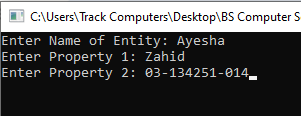 C:\Users\Track Computers\Desktop\BS Computer S
Enter Name of Entity: Ayesha
Enter Property 1: Zahid
Enter Property 2: 03-134251-014